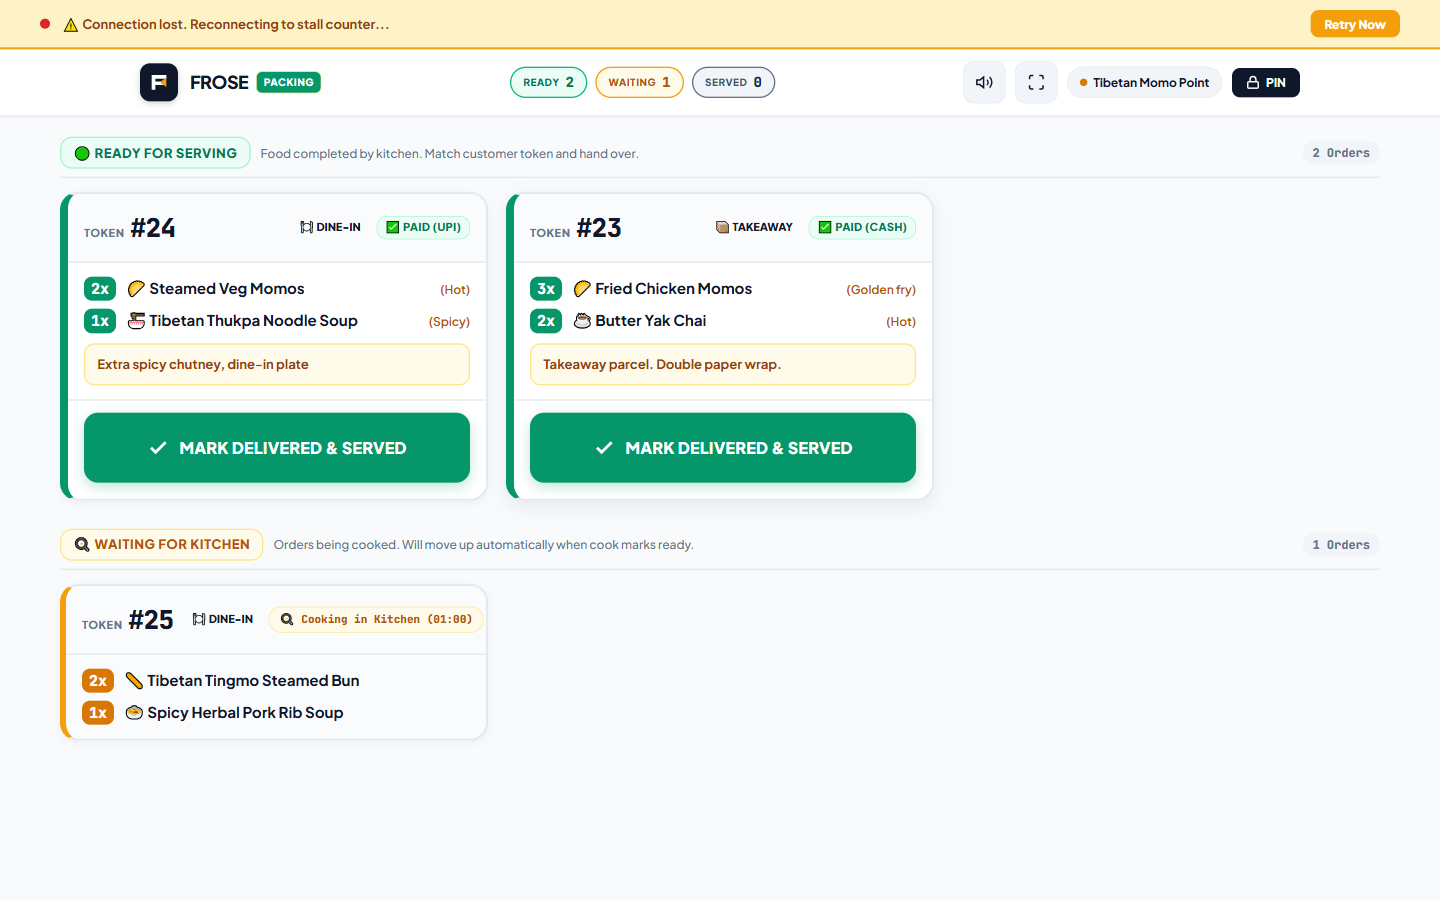 ⚠️ Connection lost. Reconnecting to stall counter...
Retry Now
F FROSE PACKING
READY 2
WAITING 1
SERVED 0
Tibetan Momo Point
PIN
READY FOR SERVING
Food completed by kitchen. Match customer token and hand over.
2 Orders
TOKEN #24
DINE-IN
PAID (UPI)
2x Steamed Veg Momos (Hot)
1x Tibetan Thukpa Noodle Soup (Spicy)
Extra spicy chutney, dine-in plate
MARK DELIVERED & SERVED
TOKEN #23
TAKEAWAY
PAID (CASH)
3x Fried Chicken Momos (Golden fry)
2x Butter Yak Chai (Hot)
Takeaway parcel. Double paper wrap.
MARK DELIVERED & SERVED
WAITING FOR KITCHEN
Orders being cooked. Will move up automatically when cook marks ready.
1 Orders
TOKEN #25
DINE-IN
Cooking in Kitchen (01:00)
2x Tibetan Tingmo Steamed Bun
1x Spicy Herbal Pork Rib Soup